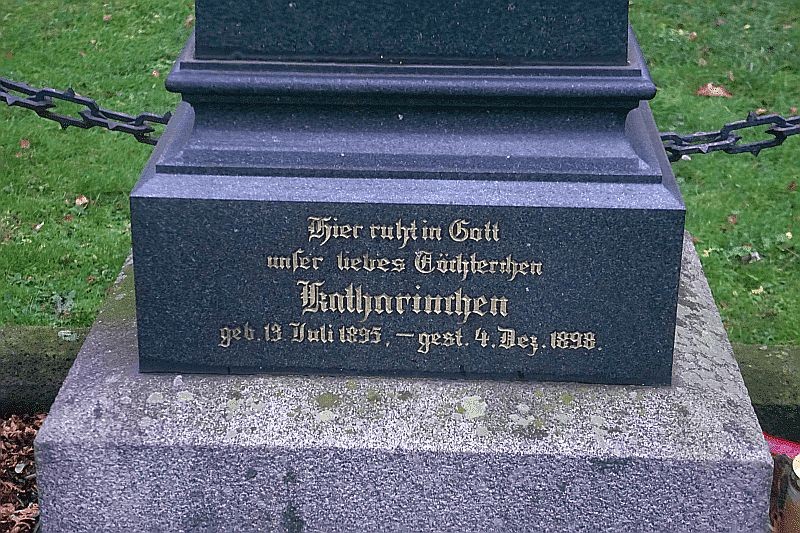 Hier ruht in Gott
unser liebes Töchterchen
Katharinchen
geb. 13 Juli 1895, – gest. 4. Dez. 1898.